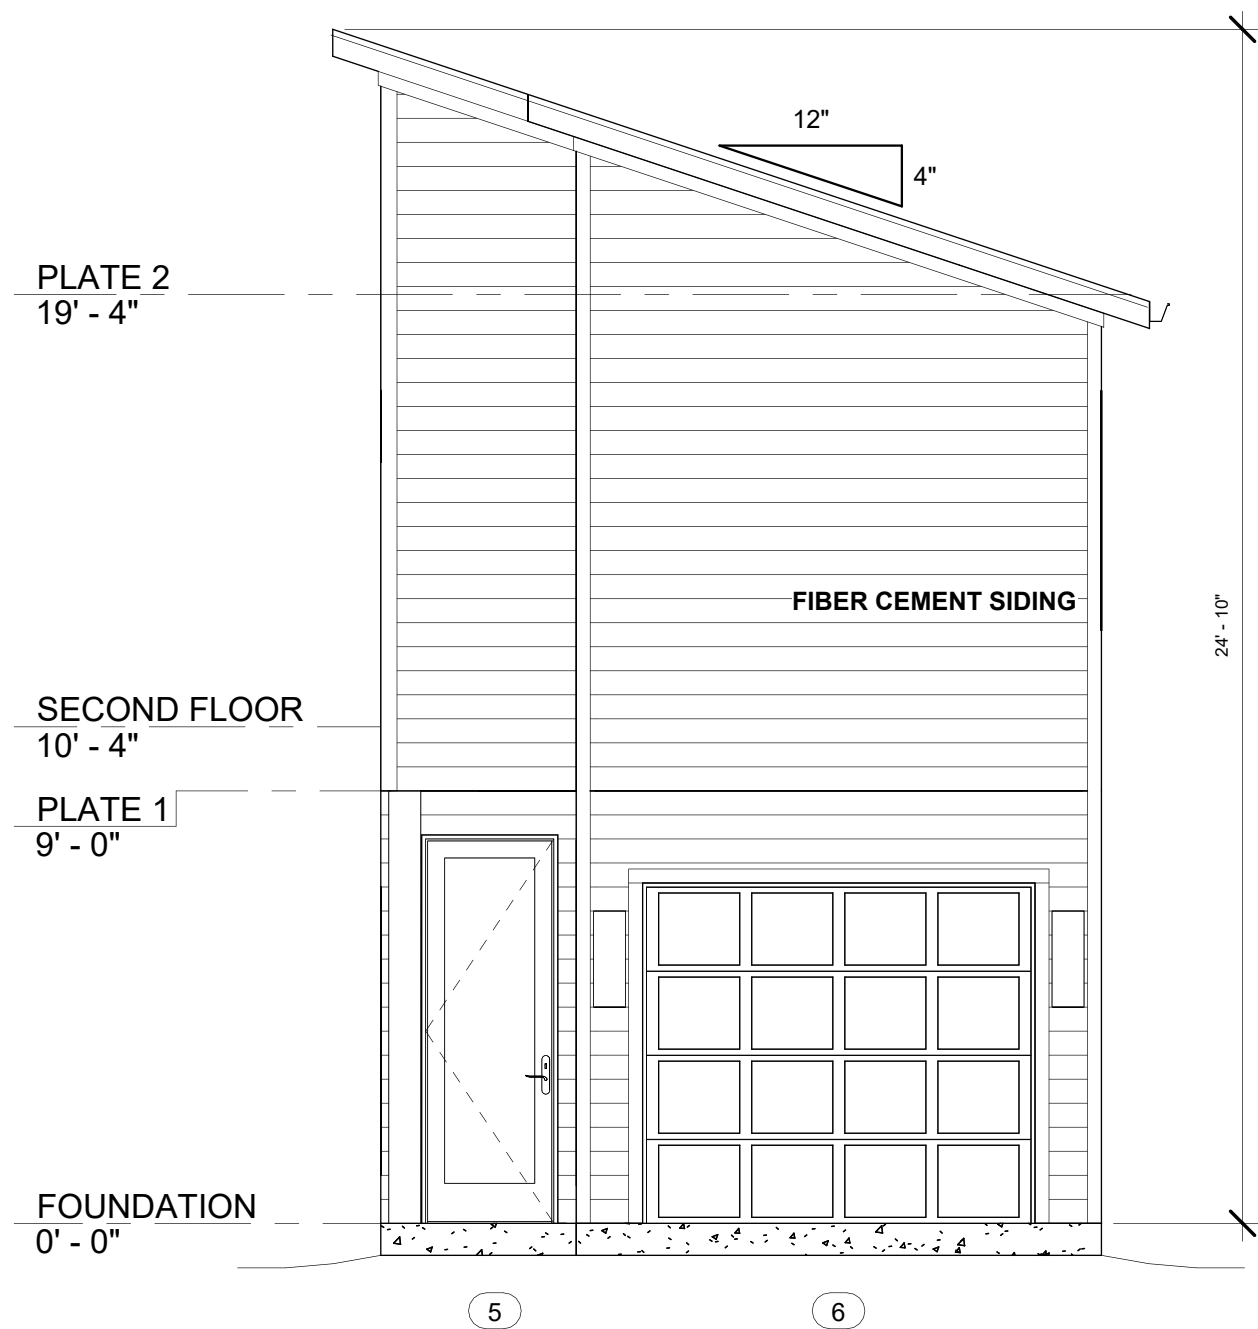 12"
4"
PLATE 2
19' - 4"
FIBER CEMENT SIDING
24' - 10"
SECOND FLOOR
10' - 4"
PLATE 1
9' - 0"
FOUNDATION
0' - 0"
5
6